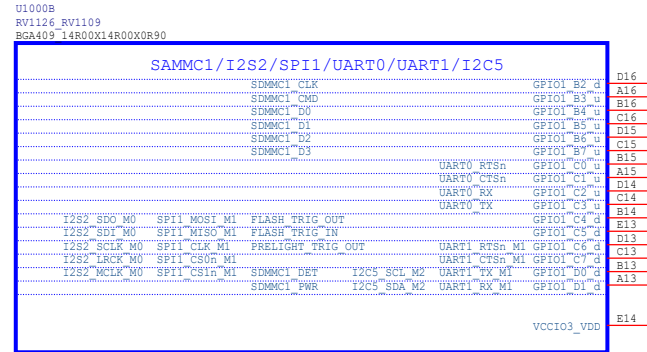 U1000B
RV1126_RV1109
BGA409_14R00X14R00X0R90
SAMMC1/I2S2/SPI1/UART0/UART1/I2C5
SDMMC1_CLK GPIO1_B2_d D16
SDMMC1_CMD GPIO1_B3_u A16
SDMMC1_D0 GPIO1_B4_u B16
SDMMC1_D1 GPIO1_B5_u C16
SDMMC1_D2 GPIO1_B6_u D15
SDMMC1_D3 GPIO1_B7_u C15
UART0_RTSn GPIO1_C0_u B15
UART0_CTSn GPIO1_C1_u A15
UART0_RX GPIO1_C2_u D14
UART0_TX GPIO1_C3_u C14
I2S2_SDO_M0 SPI1_MOSI_M1 FLASH_TRIG_OUT GPIO1_C4_d B14
I2S2_SDI_M0 SPI1_MISO_M1 FLASH_TRIG_IN GPIO1_C5_d E13
I2S2_SCLK_M0 SPI1_CLK_M1 PRELIGHT_TRIG_OUT UART1_RTSn_M1 GPIO1_C6_d D13
I2S2_LRCK_M0 SPI1_CS0n_M1 UART1_CTSn_M1 GPIO1_C7_d C13
I2S2_MCLK_M0 SPI1_CS1n_M1 SDMMC1_DET I2C5_SCL_M2 UART1_TX_M1 GPIO1_D0_d B13
SDMMC1_PWR I2C5_SDA_M2 UART1_RX_M1 GPIO1_D1_d A13
VCCIO3_VDD E14